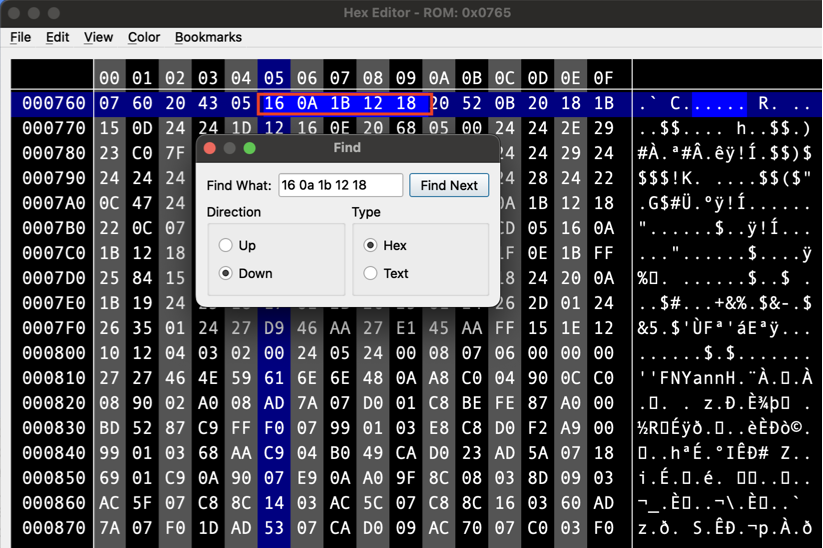 Hex Editor - ROM: 0x0765
File Edit View Color Bookmarks
00 01 02 03 04 05 06 07 08 09 0A 0B 0C 0D 0E 0F
000760 07 60 20 43 05 16 0A 1B 12 18 20 52 0B 20 18 1B .` C...... R. ..
000770 15 0D 24 24 1D 12 16 0E 20 68 05 00 24 24 2E 29 ..$$.... h..$$.)
Find
000780 23 C0 7F 24 29 24 #À.ª#Â.êÿ!Í.$$)$
Find What: 16 0a 1b 12 18 Find Next
000790 24 24 24 28 24 22 $$$!K. ....$$($"
0007A0 0C 47 24 1B 12 18 .G$#Ü.ºÿ!Í......
Direction Type
0007B0 22 0C 07 05 16 0A "......$..ÿ!Í...
Up Hex
0007C0 1B 12 18 0E 1B FF ..."......$....ÿ
Down Text
0007D0 25 84 15 18 24 20 0A
0007E0 1B 19 24 26 2D 01 24 ..$#...+&%.$&-.$
0007F0 26 35 01 24 27 D9 46 AA 27 E1 45 AA FF 15 1E 12 &5.$'ÙFª'áEªÿ...
000800 10 12 04 03 02 00 24 05 24 00 08 07 06 00 00 00 ......$.$.......
000810 27 27 46 4E 59 61 6E 6E 48 0A A8 C0 04 90 0C C0
000820 08 90 02 A0 08 AD 7A 07 D0 01 C8 BE FE 87 A0 00
000830 BD 52 87 C9 FF F0 07 99 01 03 E8 C8 D0 F2 A9 00
000840 99 01 03 68 AA C9 04 B0 49 CA D0 23 AD 5A 07 18
000850 69 01 C9 0A 90 07 E9 0A A0 9F 8C 08 03 8D 09 03
000860 AC 5F 07 C8 8C 14 03 AC 5C 07 C8 8C 16 03 60 AD
000870 7A 07 F0 1D AD 53 07 CA D0 09 AC 70 07 C0 03 F0 z.ð. S.ÊÐ.¬p.À.ð